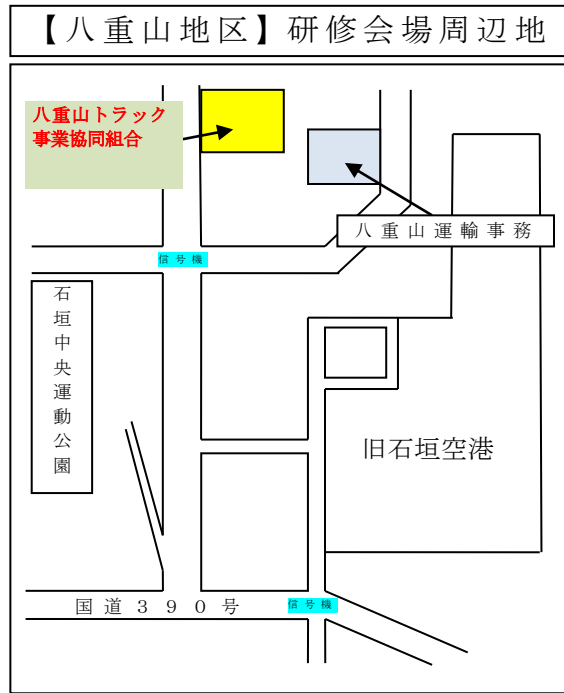 【八重山地区】研修会場周辺地
八重山トラック
事業協同組合
八重山運輸事務
信号機
石垣中央運動公園
旧石垣空港
国道３９０号
信号機